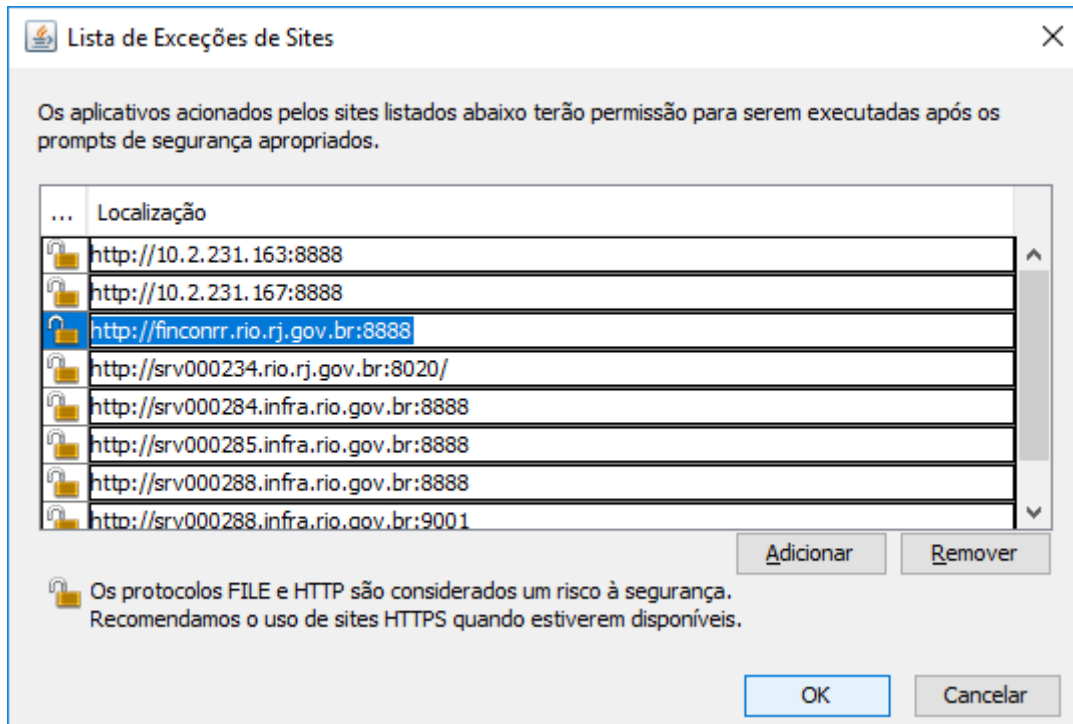 Lista de Exceções de Sites
Os aplicativos acionados pelos sites listados abaixo terão permissão para serem executadas após os
prompts de segurança apropriados.
... Localização
http://10.2.231.163:8888
http://10.2.231.167:8888
http://finconrr.rio.rj.gov.br:8888
http://srv000234.rio.rj.gov.br:8020/
http://srv000284.infra.rio.gov.br:8888
http://srv000285.infra.rio.gov.br:8888
http://srv000288.infra.rio.gov.br:8888
http://srv000288.infra.rio.gov.br:9001
Adicionar Remover
Os protocolos FILE e HTTP são considerados um risco à segurança.
Recomendamos o uso de sites HTTPS quando estiverem disponíveis.
OK Cancelar